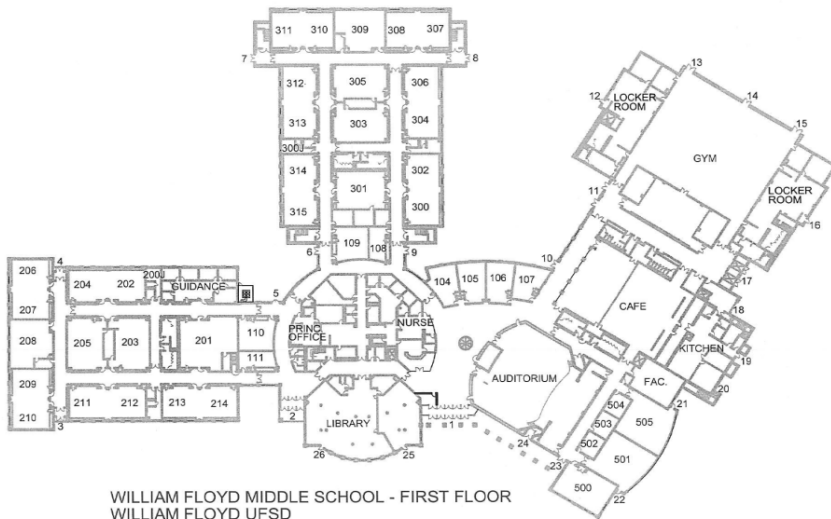 311 310 309 308 307
7 8
13
312 305 306
12 LOCKER
ROOM
14
313 303 304
15
300J
GYM
314 301 302
LOCKER
ROOM
11
315 300
16
6 109 108 9
10
4
206 204 202 200J
GUIDANCE
5
104 105 106 107
17
207
CAFE
18
208 205 203 201 110
PRINC
OFFICE
NURSE
111
KITCHEN
19
209
AUDITORIUM
FAC.
20
210 211 212 213 214
504 21
3 2
LIBRARY
1
503 505
24 502
26 25
23 501
500
22
WILLIAM FLOYD MIDDLE SCHOOL - FIRST FLOOR
WILLIAM FLOYD UFSD